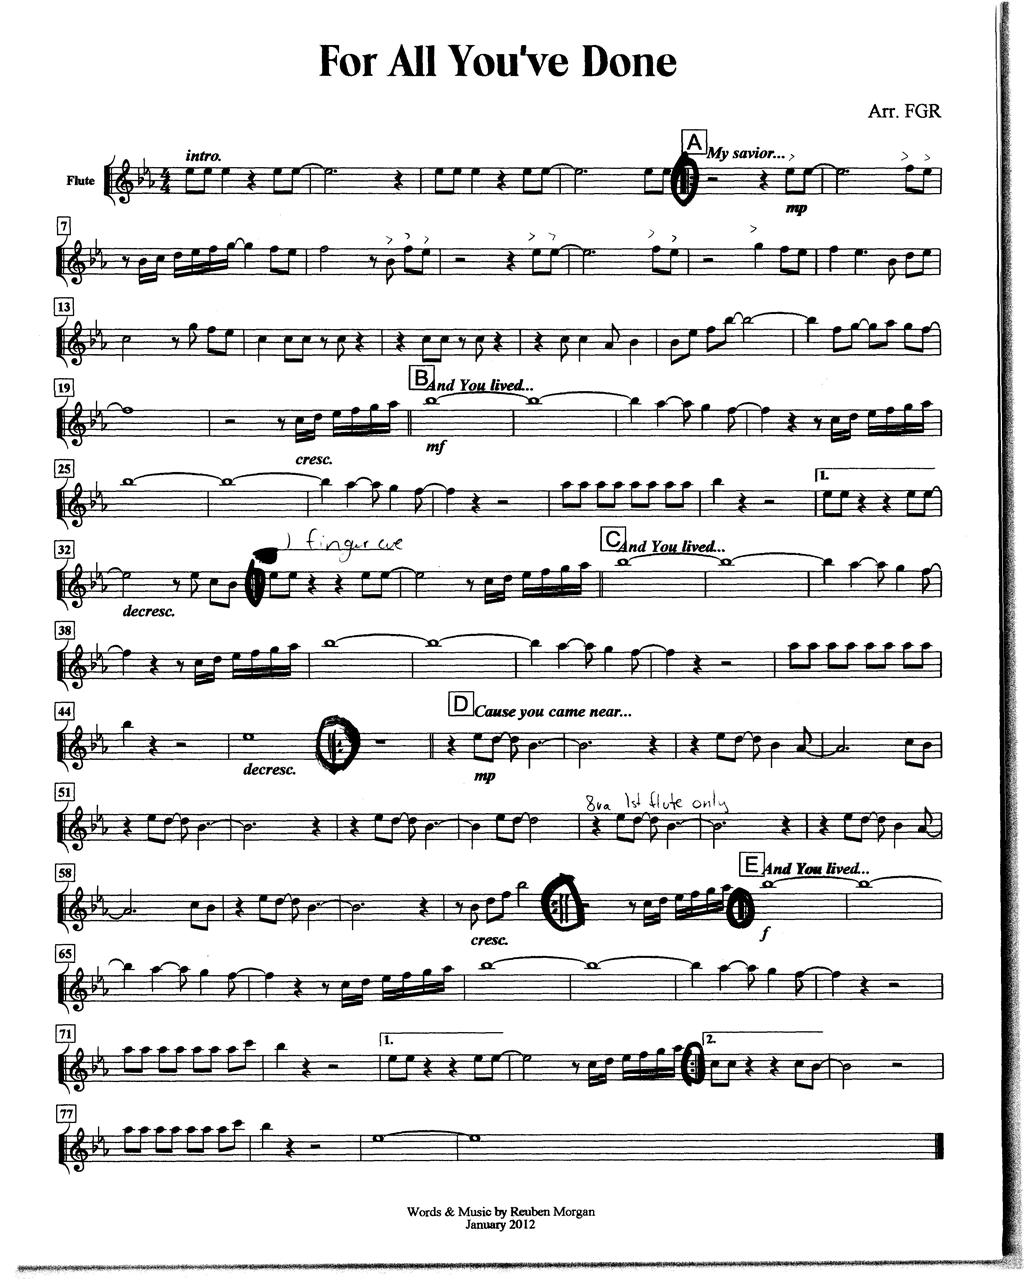 For All You've Done
Arr. FGR
intro.
A
My savior...
Flute
mp
7
13
19
B
And You lived...
mf
cresc.
25
1.
32
1 finger cue
C
And You lived...
decresc.
38
44
D
Cause you came near...
decresc.
mp
51
8va 1st flute only
58
E
And You lived...
cresc.
f
65
71
1.
2.
77
Words & Music by Reuben Morgan
January 2012